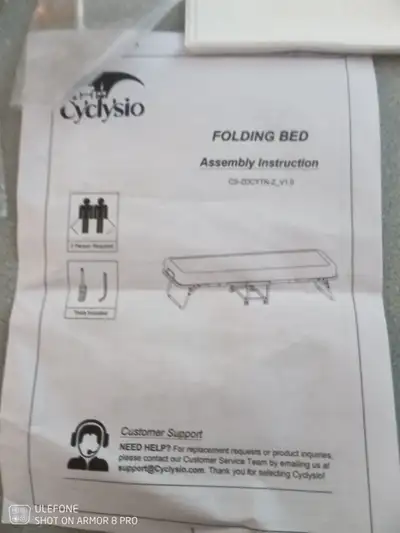 Cyclysio
FOLDING BED
Assembly Instruction
2 Person Required
Tools Included
Customer Support
NEED HELP? For replacement requests or product inquiries,
please contact our Customer Service Team by emailing us at
support@Cyclysio.com. Thank you for selecting Cyclysio!
ULEFONE
SHOT ON ARMOR 8 PRO